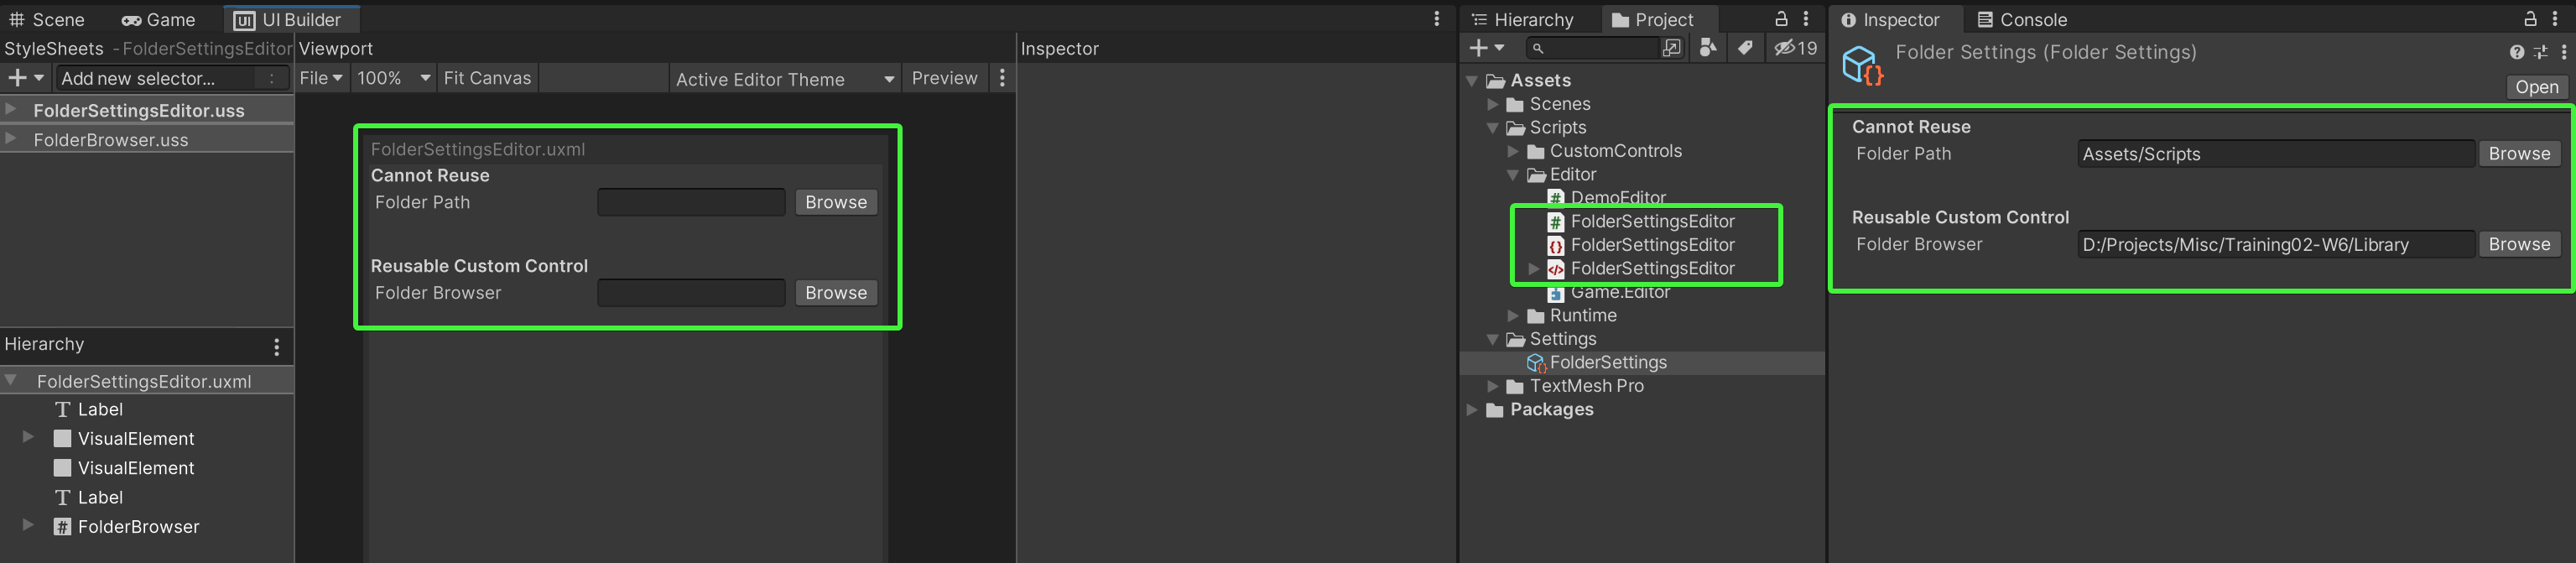 Scene Game UI Builder
StyleSheets - FolderSettingsEditor
Add new selector... :
FolderSettingsEditor.uss
FolderBrowser.uss
Hierarchy
FolderSettingsEditor.uxml
Label
VisualElement
VisualElement
Label
FolderBrowser
Viewport
File 100% Fit Canvas Active Editor Theme Preview
FolderSettingsEditor.uxml
Cannot Reuse
Folder Path Browse
Reusable Custom Control
Folder Browser Browse
Inspector
Hierarchy Project
19
Assets
Scenes
Scripts
CustomControls
Editor
DemoEditor
FolderSettingsEditor
FolderSettingsEditor
FolderSettingsEditor
Game.Editor
Runtime
Settings
FolderSettings
TextMesh Pro
Packages
Inspector Console
Folder Settings (Folder Settings)
Open
Cannot Reuse
Folder Path Assets/Scripts Browse
Reusable Custom Control
Folder Browser D:/Projects/Misc/Training02-W6/Library Browse